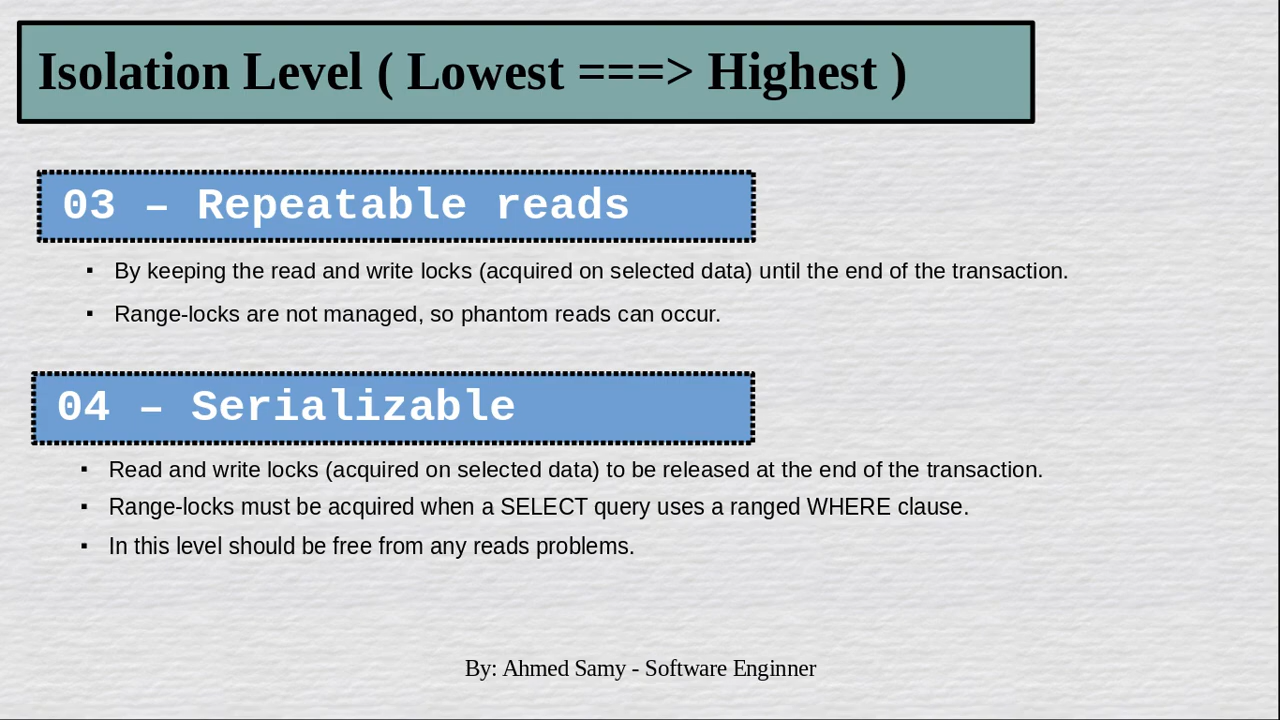 Isolation Level ( Lowest ===> Highest )
03 – Repeatable reads
▪ By keeping the read and write locks (acquired on selected data) until the end of the transaction.
▪ Range-locks are not managed, so phantom reads can occur.
04 – Serializable
▪ Read and write locks (acquired on selected data) to be released at the end of the transaction.
▪ Range-locks must be acquired when a SELECT query uses a ranged WHERE clause.
▪ In this level should be free from any reads problems.
By: Ahmed Samy - Software Enginner